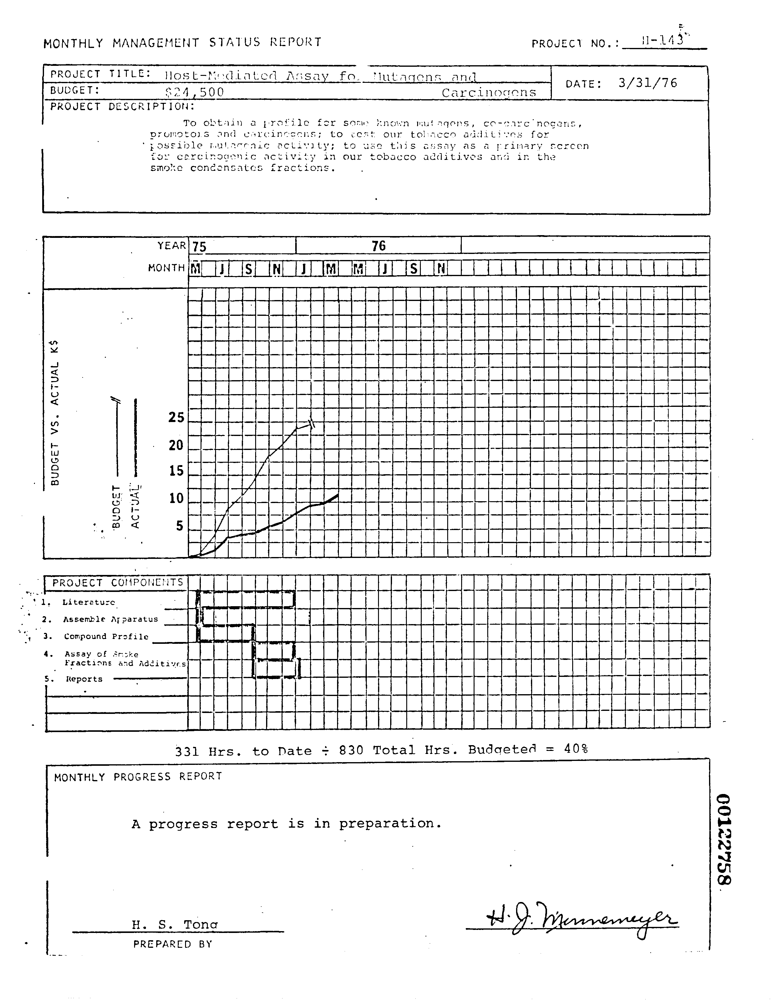 MONTHLY MANAGEMENT STATUS REPORT
PROJECT NO.: H-143
PROJECT TITLE: Host-Mediated Assay for Mutagens and
Carcinogens
DATE: 3/31/76
BUDGET: $24,500
PROJECT DESCRIPTION:
To obtain a profile for some known mutagens, co-carcinogens,
promotors and carcinogens; to test our tobacco additives for
possible mutagenic activity; to use this assay as a primary screen
for carcinogenic activity in our tobacco additives and in the
smoke condensates fractions.
YEAR 75 76
MONTH M J S N J M M J S N
BUDGET VS. ACTUAL K$
BUDGET
ACTUAL
25
20
15
10
5
PROJECT COMPONENTS
1. Literature
2. Assemble Apparatus
3. Compound Profile
4. Assay of Smoke
Fractions and Additives
5. Reports
331 Hrs. to Date ÷ 830 Total Hrs. Budgeted = 40%
MONTHLY PROGRESS REPORT
A progress report is in preparation.
00122758
H. S. Tong
H. J. Minnemeyer
PREPARED BY